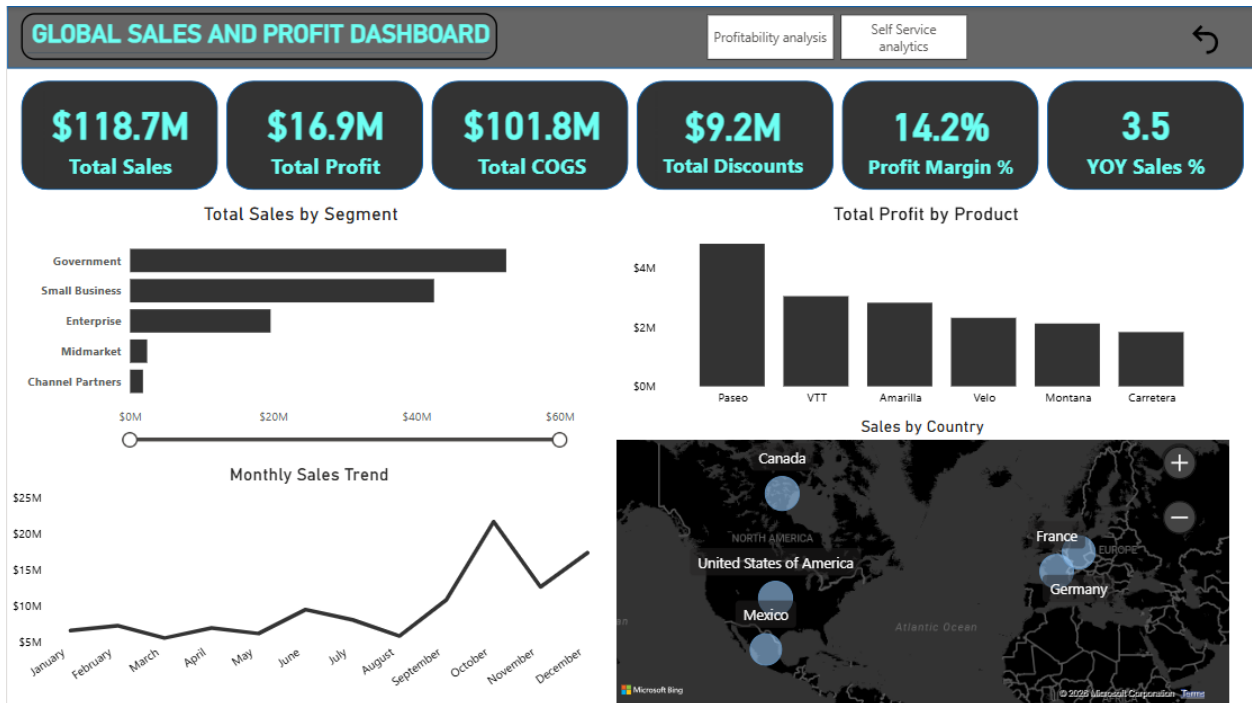 GLOBAL SALES AND PROFIT DASHBOARD
Profitability analysis
Self Service
analytics
$118.7M
Total Sales
$16.9M
Total Profit
$101.8M
Total COGS
$9.2M
Total Discounts
14.2%
Profit Margin %
3.5
YOY Sales %
Total Sales by Segment
Government
Small Business
Enterprise
Midmarket
Channel Partners
$0M
$20M
$40M
$60M
Total Profit by Product
$4M
$2M
$0M
Paseo
VTT
Amarilla
Velo
Montana
Carretera
Monthly Sales Trend
$25M
$20M
$15M
$10M
$5M
January
February
March
April
May
June
July
August
September
October
November
December
Sales by Country
Canada
NORTH AMERICA
United States of America
Mexico
France
EUROPE
Germany
Atlantic Ocean
AFRICA
Microsoft Bing
© 2026 Microsoft Corporation Terms